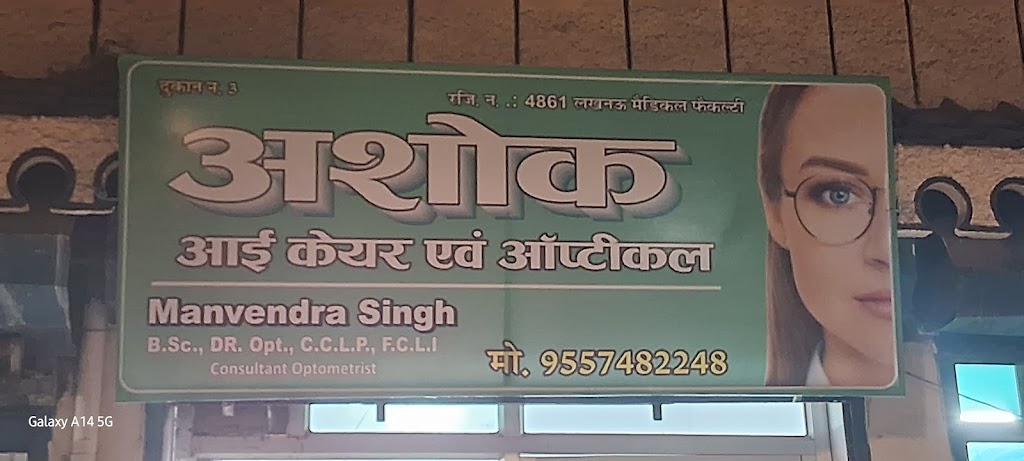 दुकान न. 3
रजि. न. .: 4861 लखनऊ मैडिकल फैकल्टी
अशोक
आई केयर एवं ऑप्टीकल
Manvendra Singh
B.Sc., DR. Opt., C.C.L.P., F.C.L.I
Consultant Optometrist
मो. 9557482248
Galaxy A14 5G